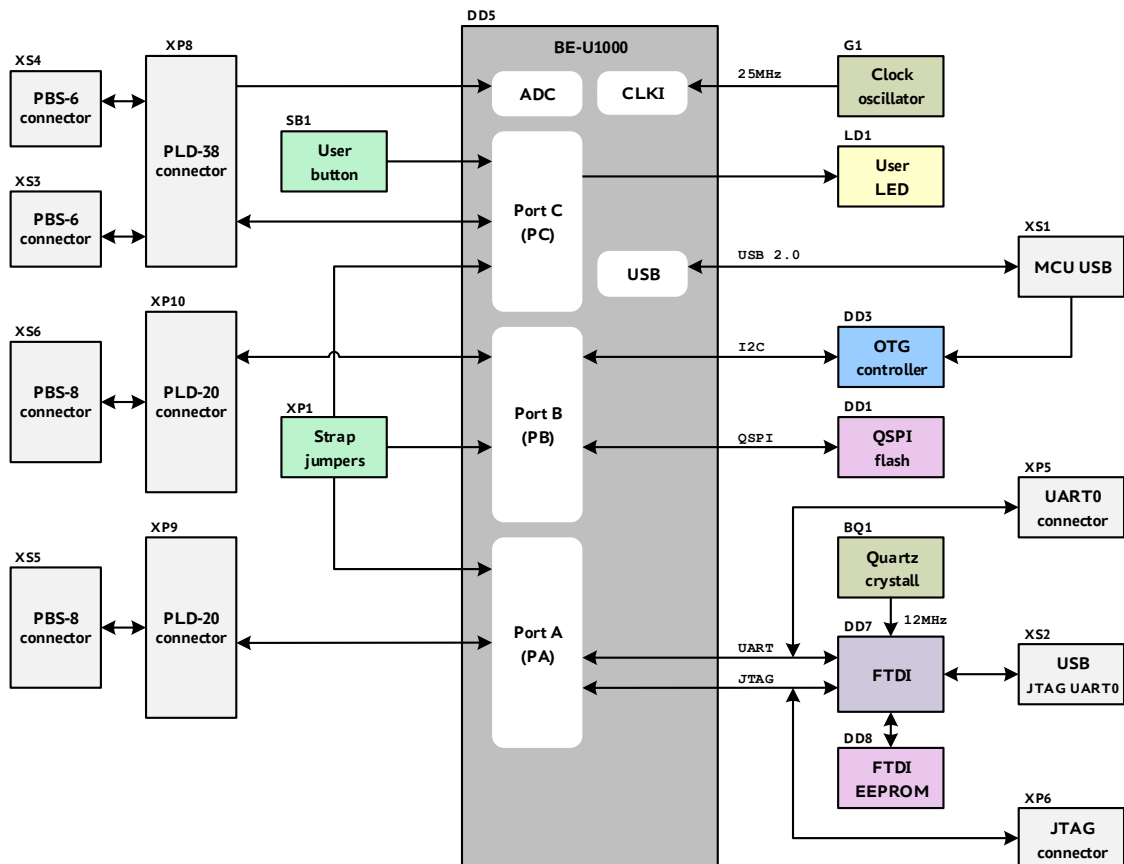 DD5
BE-U1000
XP8
XS4
PBS-6
connector
PLD-38
connector
XS3
PBS-6
connector
SB1
User
button
ADC
CLKI
25MHz
G1
Clock
oscillator
LD1
User
LED
Port C
(PC)
USB
USB 2.0
XS1
MCU USB
XP10
XS6
PBS-8
connector
PLD-20
connector
XP1
Strap
jumpers
Port B
(PB)
I2C
DD3
OTG
controller
DD1
QSPI
QSPI
flash
XP5
UART0
connector
XP9
XS5
PBS-8
connector
PLD-20
connector
Port A
(PA)
BQ1
Quartz
crystall
12MHz
DD7
UART
JTAG
FTDI
XS2
USB
JTAG UART0
DD8
FTDI
EEPROM
XP6
JTAG
connector